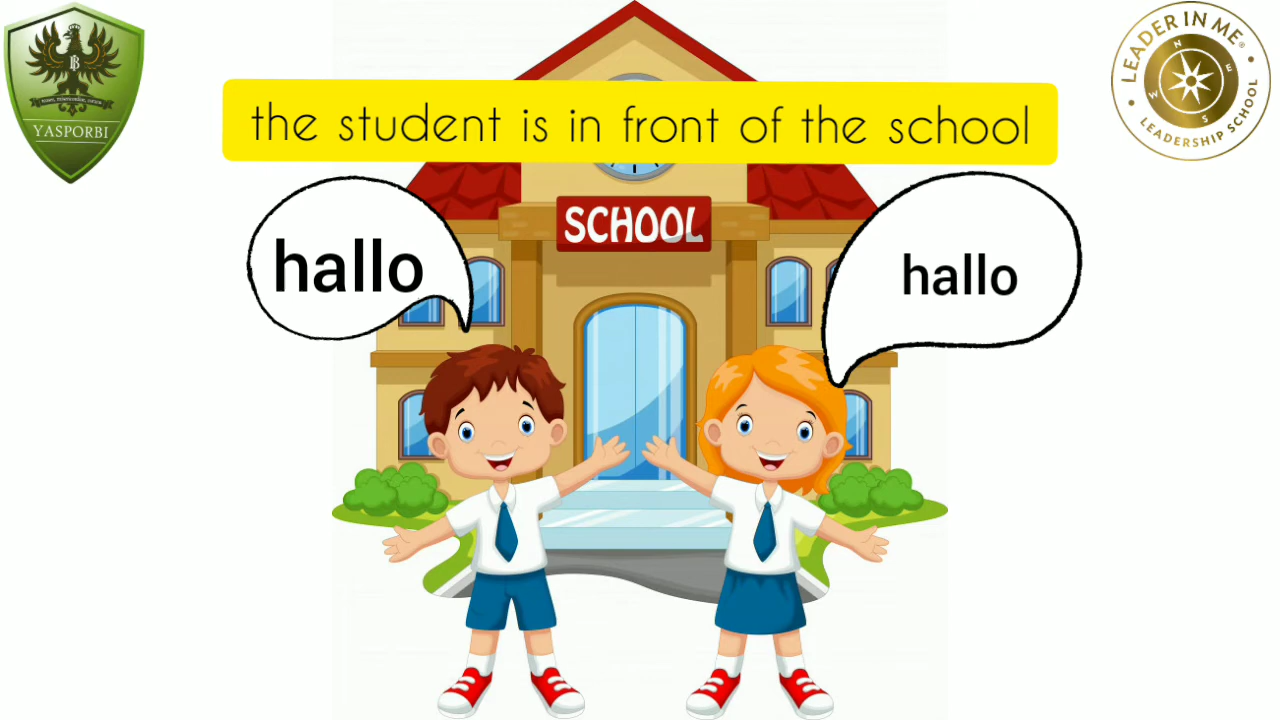 the student is in front of the school
SCHOOL
hallo
hallo
YASPORBI
LEADER IN ME®
N
E
S
W
LEADERSHIP SCHOOL